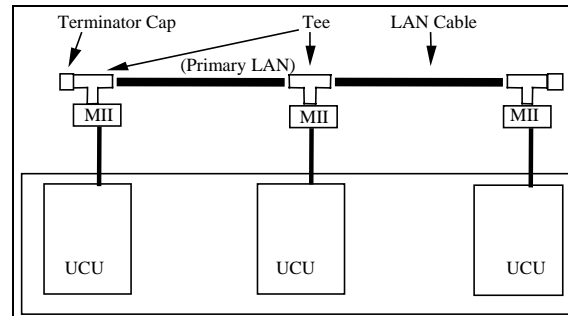 Terminator Cap
Tee
LAN Cable
(Primary LAN)
MII
MII
MII
UCU
UCU
UCU